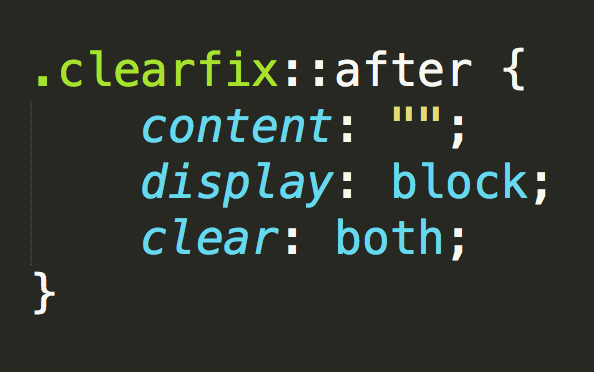 .clearfix::after {
    content: "";
    display: block;
    clear: both;
}